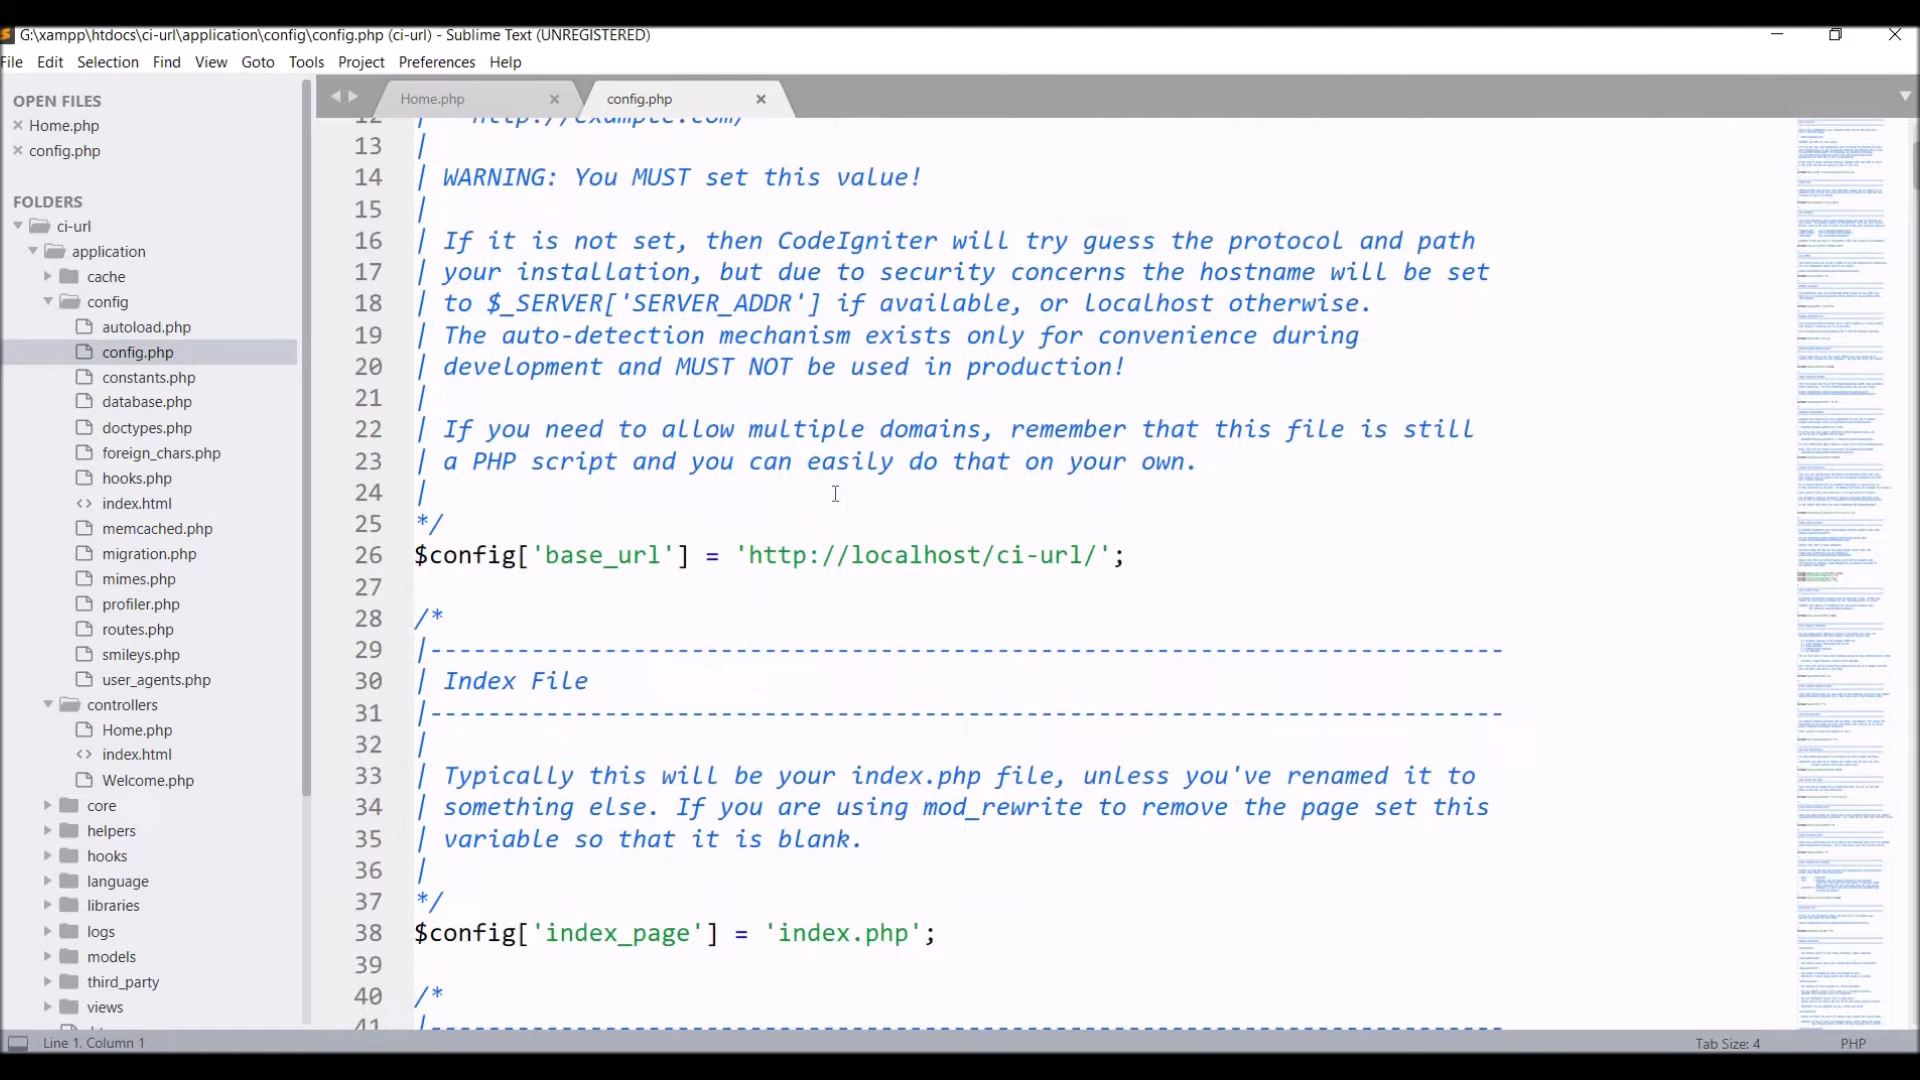 G:\xampp\htdocs\ci-url\application\config\config.php (ci-url) - Sublime Text (UNREGISTERED)
File Edit Selection Find View Goto Tools Project Preferences Help
OPEN FILES
Home.php
config.php
FOLDERS
ci-url
application
cache
config
autoload.php
config.php
constants.php
database.php
doctypes.php
foreign_chars.php
hooks.php
index.html
memcached.php
migration.php
mimes.php
profiler.php
routes.php
smileys.php
user_agents.php
controllers
Home.php
index.html
Welcome.php
core
helpers
hooks
language
libraries
logs
models
third_party
views
Home.php config.php
12 | http://example.com/
13 |
14 | WARNING: You MUST set this value!
15 |
16 | If it is not set, then CodeIgniter will try guess the protocol and path
17 | your installation, but due to security concerns the hostname will be set
18 | to $_SERVER['SERVER_ADDR'] if available, or localhost otherwise.
19 | The auto-detection mechanism exists only for convenience during
20 | development and MUST NOT be used in production!
21 |
22 | If you need to allow multiple domains, remember that this file is still
23 | a PHP script and you can easily do that on your own.
24 |
25 */
26 $config['base_url'] = 'http://localhost/ci-url/';
27
28 /*
29 |--------------------------------------------------------------------------
30 | Index File
31 |--------------------------------------------------------------------------
32 |
33 | Typically this will be your index.php file, unless you've renamed it to
34 | something else. If you are using mod_rewrite to remove the page set this
35 | variable so that it is blank.
36 |
37 */
38 $config['index_page'] = 'index.php';
39
40 /*
41 |--------------------------------------------------------------------------
Line 1, Column 1 Tab Size: 4 PHP